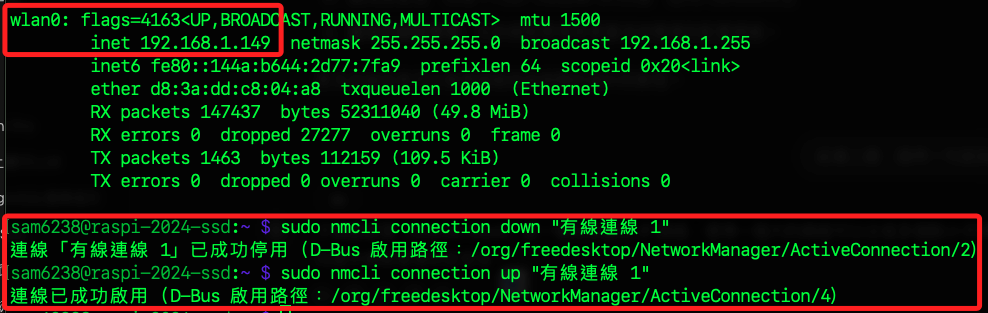 wlan0: flags=4163<UP,BROADCAST,RUNNING,MULTICAST>  mtu 1500
inet 192.168.1.149  netmask 255.255.255.0  broadcast 192.168.1.255
inet6 fe80::144a:b644:2d77:7fa9  prefixlen 64  scopeid 0x20<link>
ether d8:3a:dd:c8:04:a8  txqueuelen 1000  (Ethernet)
RX packets 147437  bytes 52311040 (49.8 MiB)
RX errors 0  dropped 27277  overruns 0  frame 0
TX packets 1463  bytes 112159 (109.5 KiB)
TX errors 0  dropped 0 overruns 0  carrier 0  collisions 0
sam6238@raspi-2024-ssd:~ $ sudo nmcli connection down "有線連線 1"
連線「有線連線 1」已成功停用 (D-Bus 啟用路徑：/org/freedesktop/NetworkManager/ActiveConnection/2)
sam6238@raspi-2024-ssd:~ $ sudo nmcli connection up "有線連線 1"
連線已成功啟用 (D-Bus 啟用路徑：/org/freedesktop/NetworkManager/ActiveConnection/4)